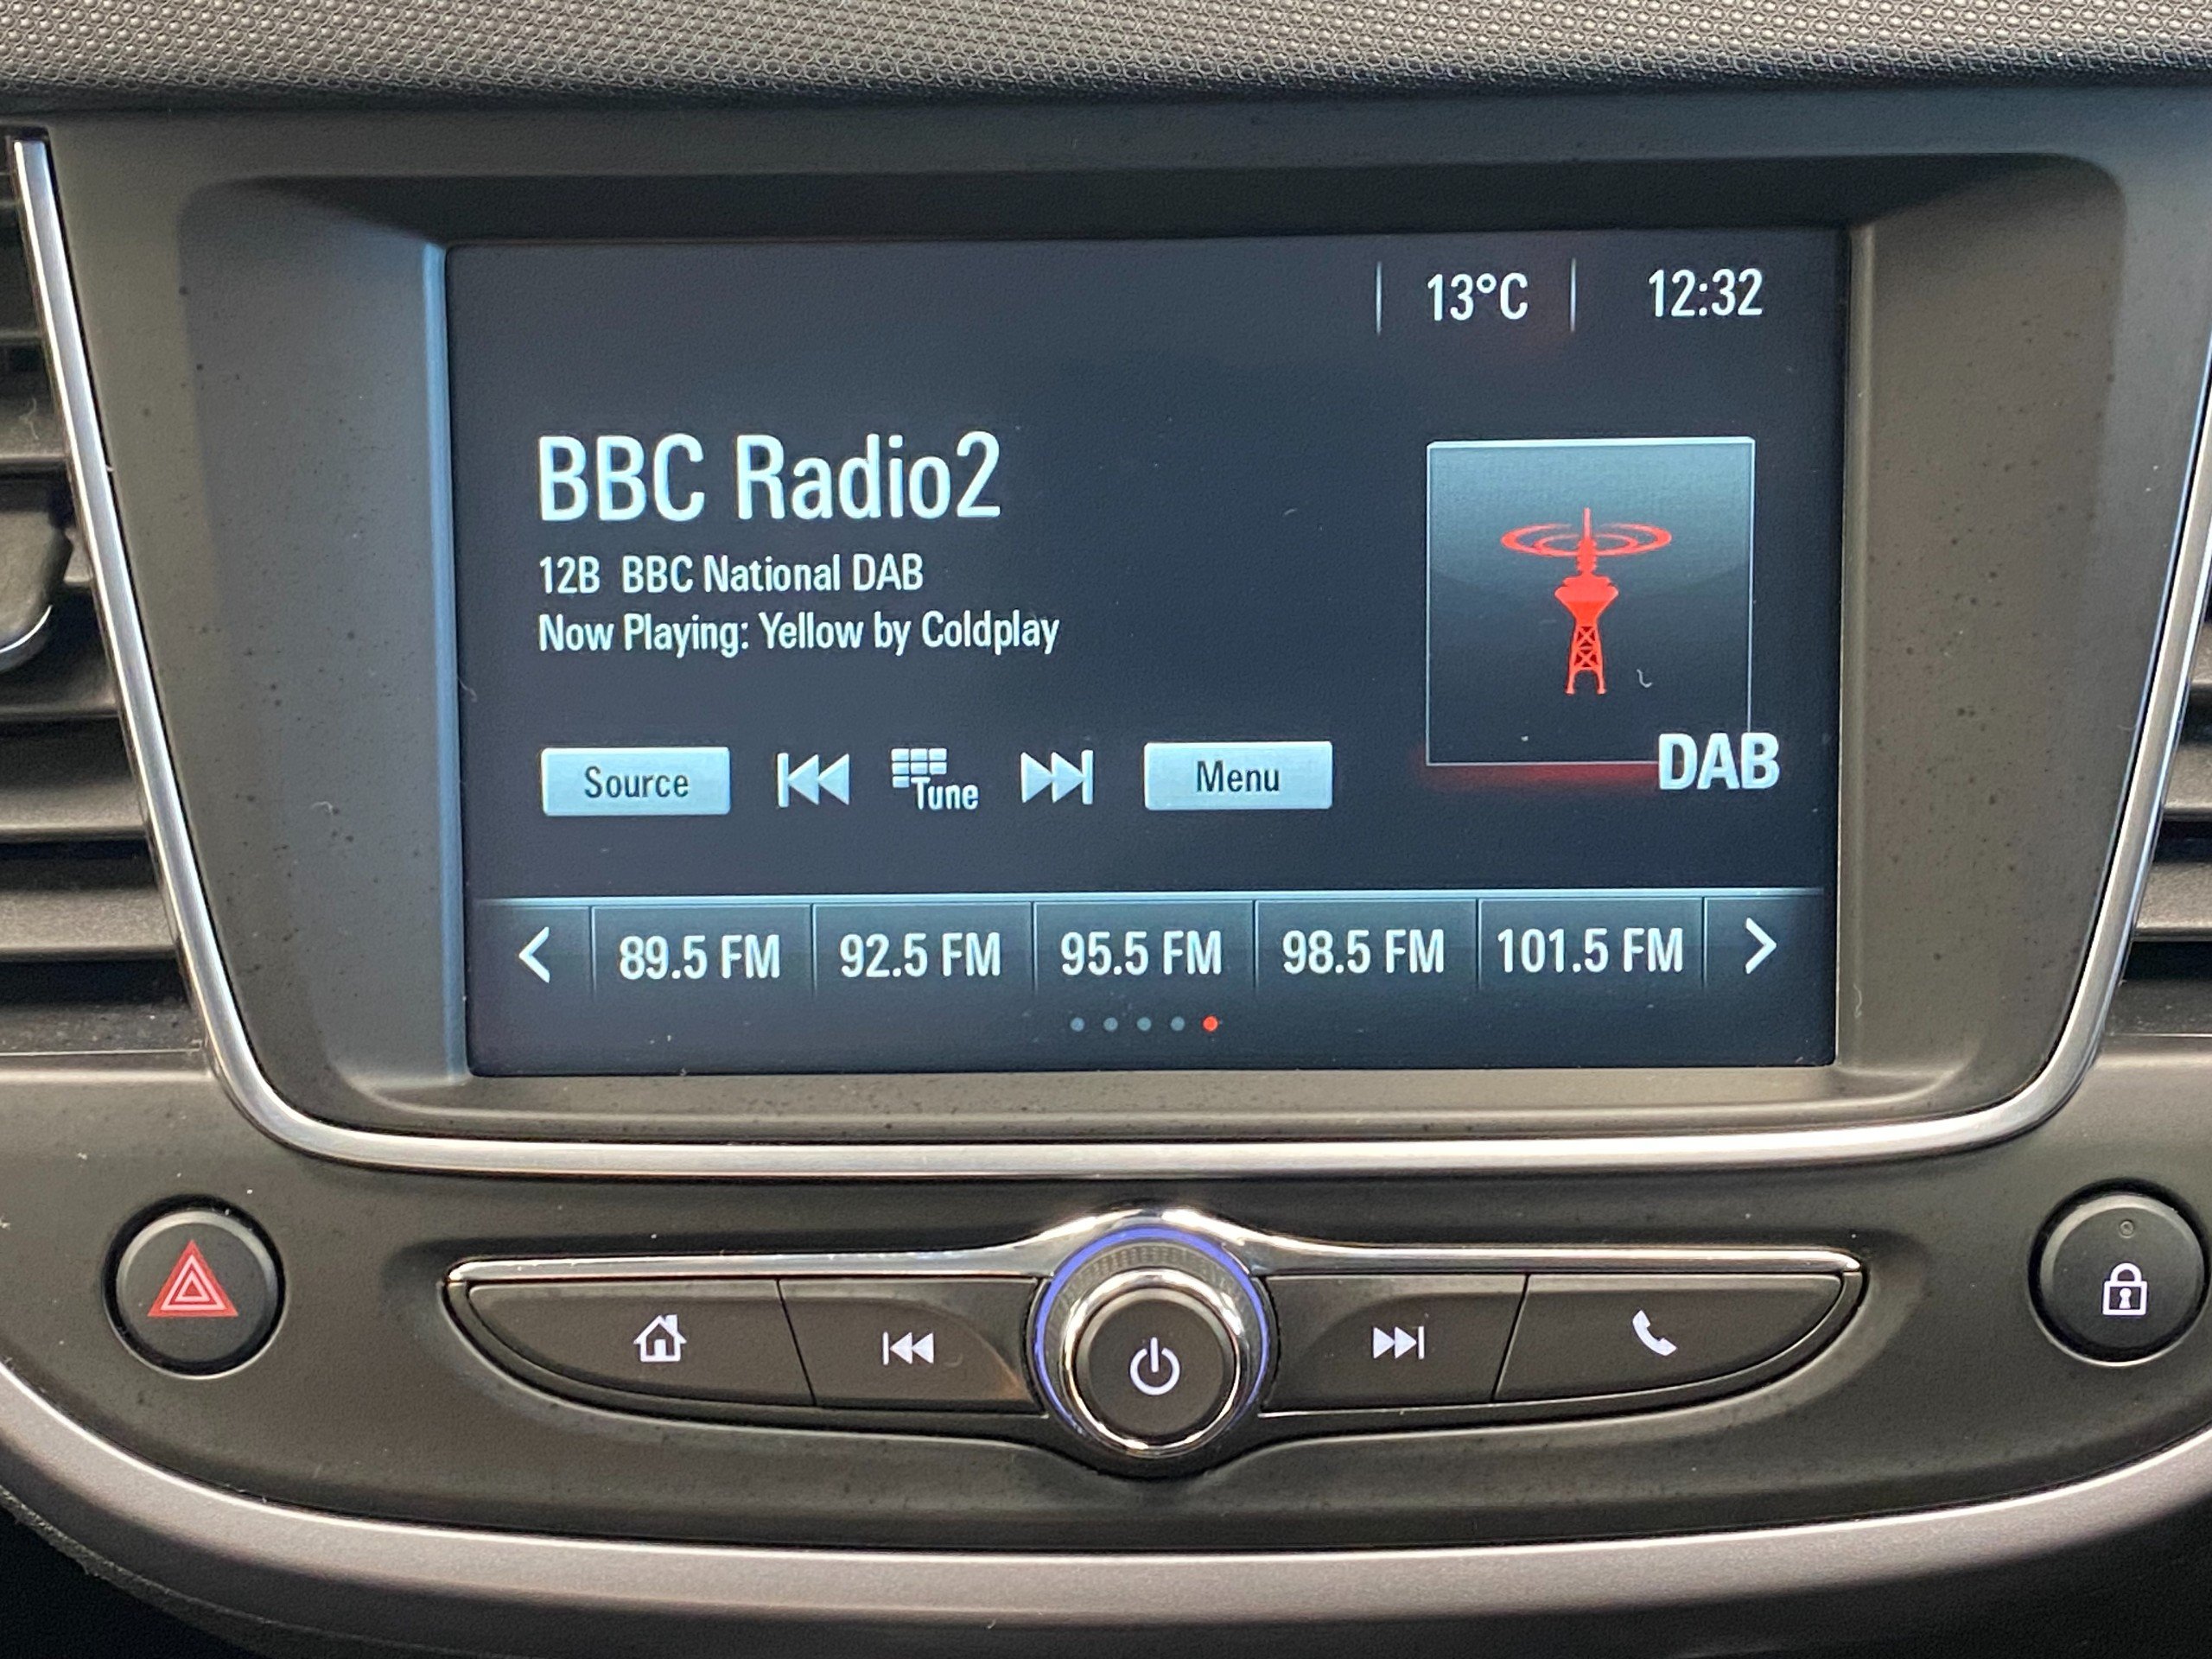 13°C 12:32
BBC Radio2
12B BBC National DAB
Now Playing: Yellow by Coldplay
DAB
Source Tune Menu
89.5 FM 92.5 FM 95.5 FM 98.5 FM 101.5 FM